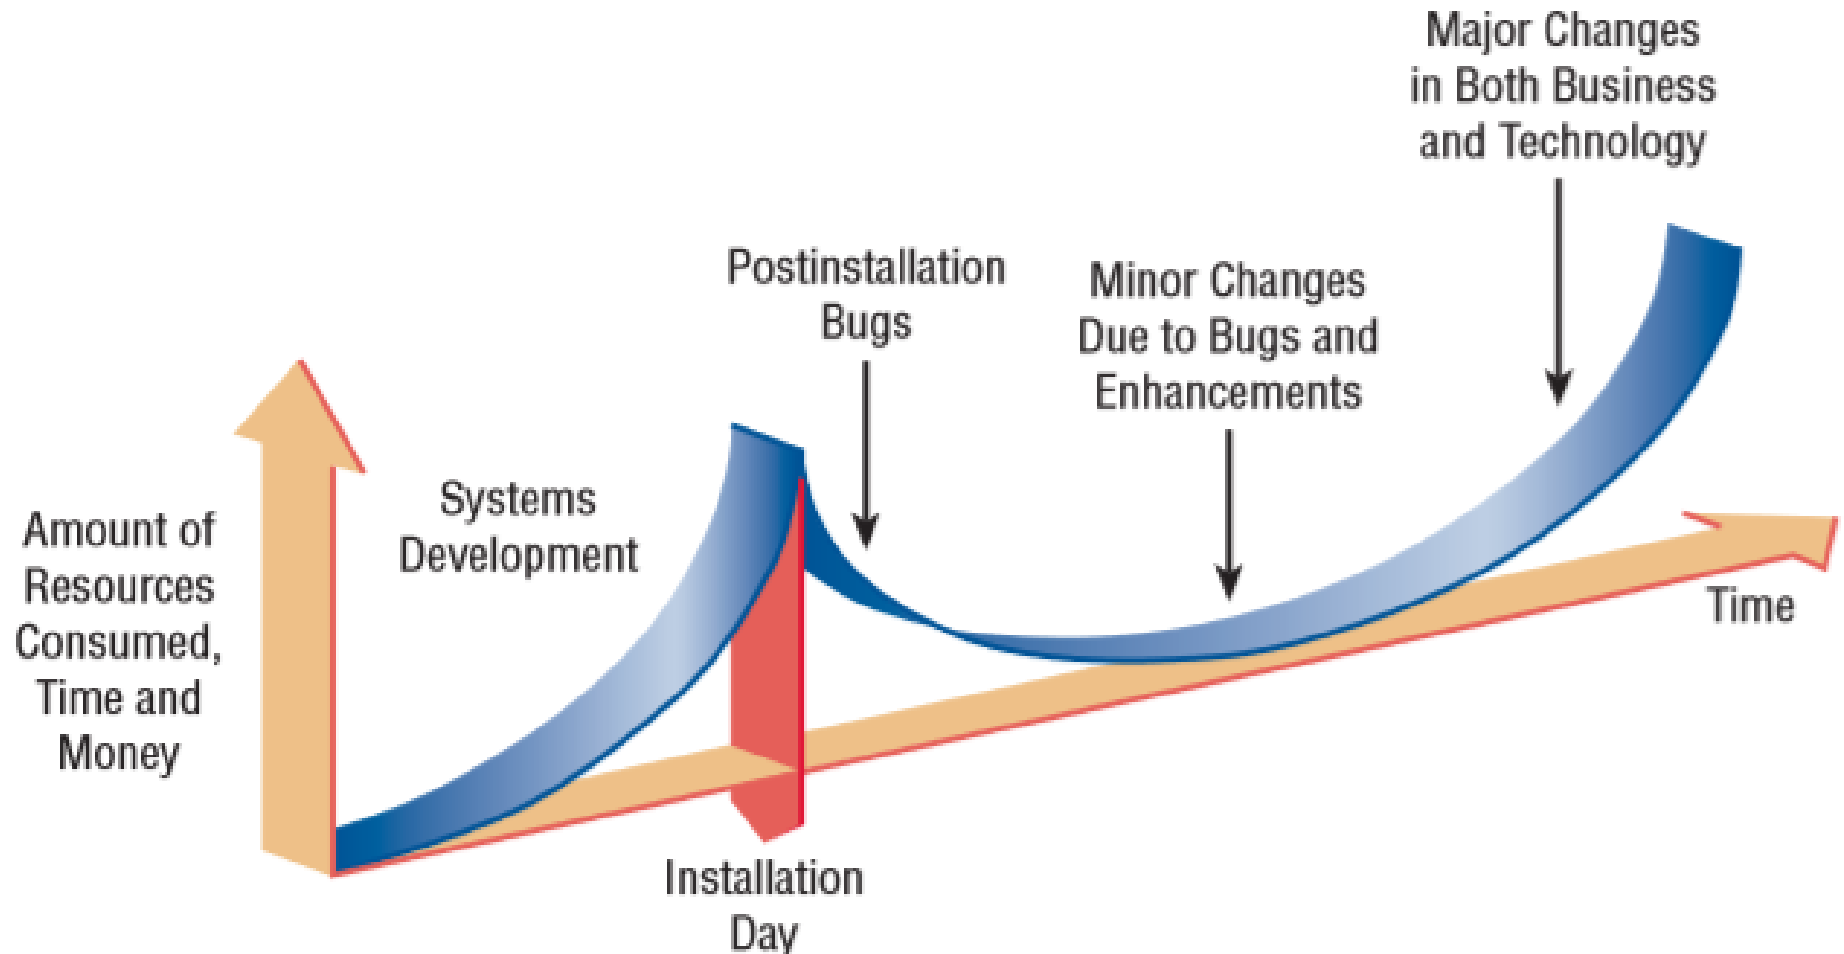 Major Changes
in Both Business
and Technology
Postinstallation
Bugs
Minor Changes
Due to Bugs and
Enhancements
Systems
Development
Amount of
Resources
Consumed,
Time and
Money
Time
Installation
Day